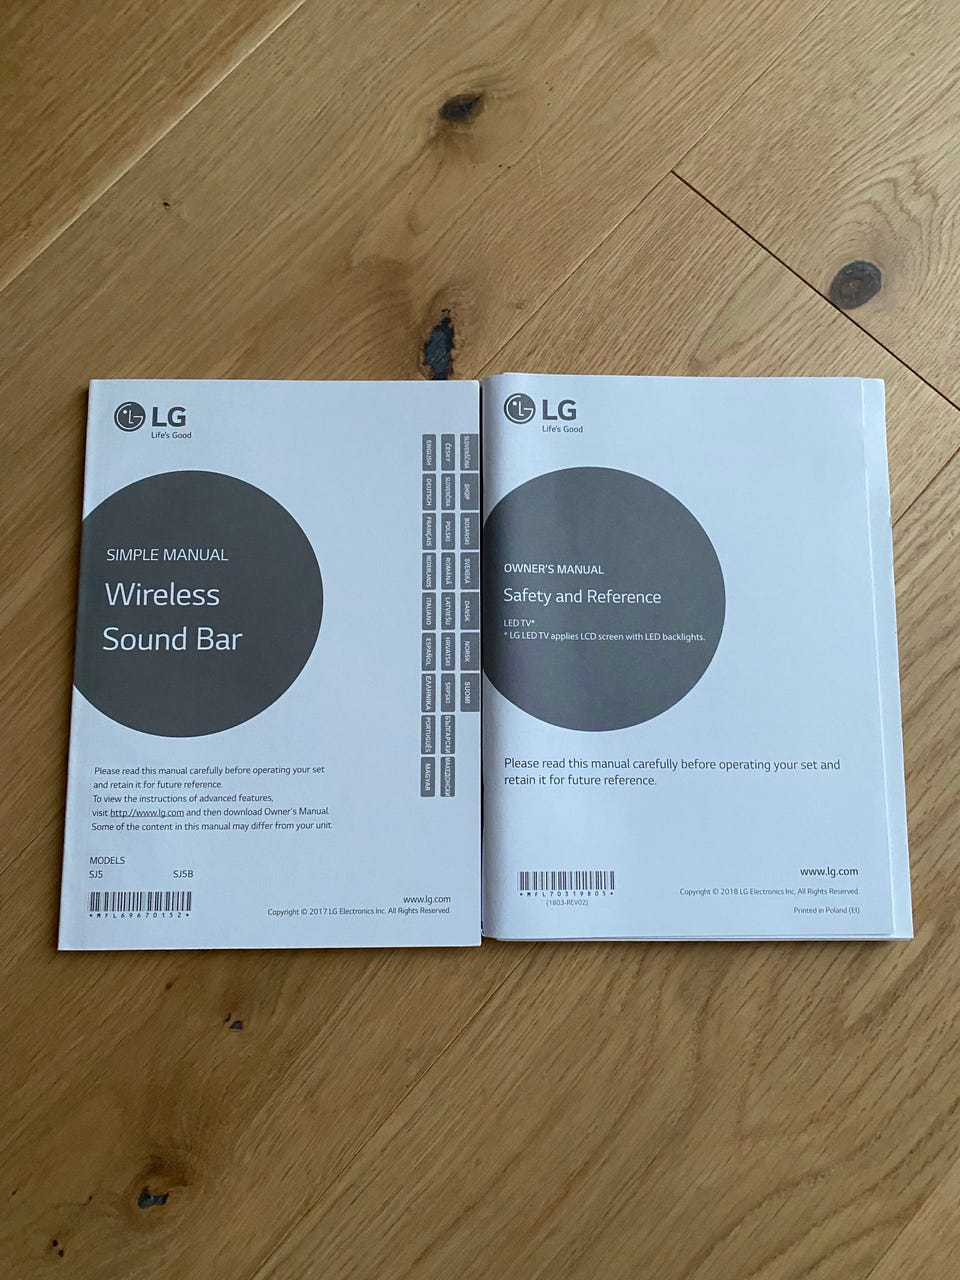 LG
Life's Good
SIMPLE MANUAL
Wireless
Sound Bar
ENGLISH
DEUTSCH
FRANÇAIS
NEDERLANDS
ITALIANO
ESPAÑOL
ΕΛΛΗΝΙΚΑ
PORTUGUÊS
MAGYAR
ČESKY
SLOVENČINA
POLSKI
ROMÂNĂ
LATVIEŠU
HRVATSKI
SRPSKI
БЪЛГАРСКИ
МАКЕДОНСКИ
SLOVENŠČINA
SHQIP
BOSANSKI
SVENSKA
DANSK
NORSK
SUOMI
Please read this manual carefully before operating your set
and retain it for future reference.
To view the instructions of advanced features,
visit http://www.lg.com and then download Owner's Manual.
Some of the content in this manual may differ from your unit.
MODELS
SJ5 SJ5B
*MFL69670152*
www.lg.com
Copyright © 2017 LG Electronics Inc. All Rights Reserved.
LG
Life's Good
OWNER'S MANUAL
Safety and Reference
LED TV*
* LG LED TV applies LCD screen with LED backlights.
Please read this manual carefully before operating your set and
retain it for future reference.
*MFL70319805*
(1803-REV02)
www.lg.com
Copyright © 2018 LG Electronics Inc. All Rights Reserved.
Printed in Poland (EI)